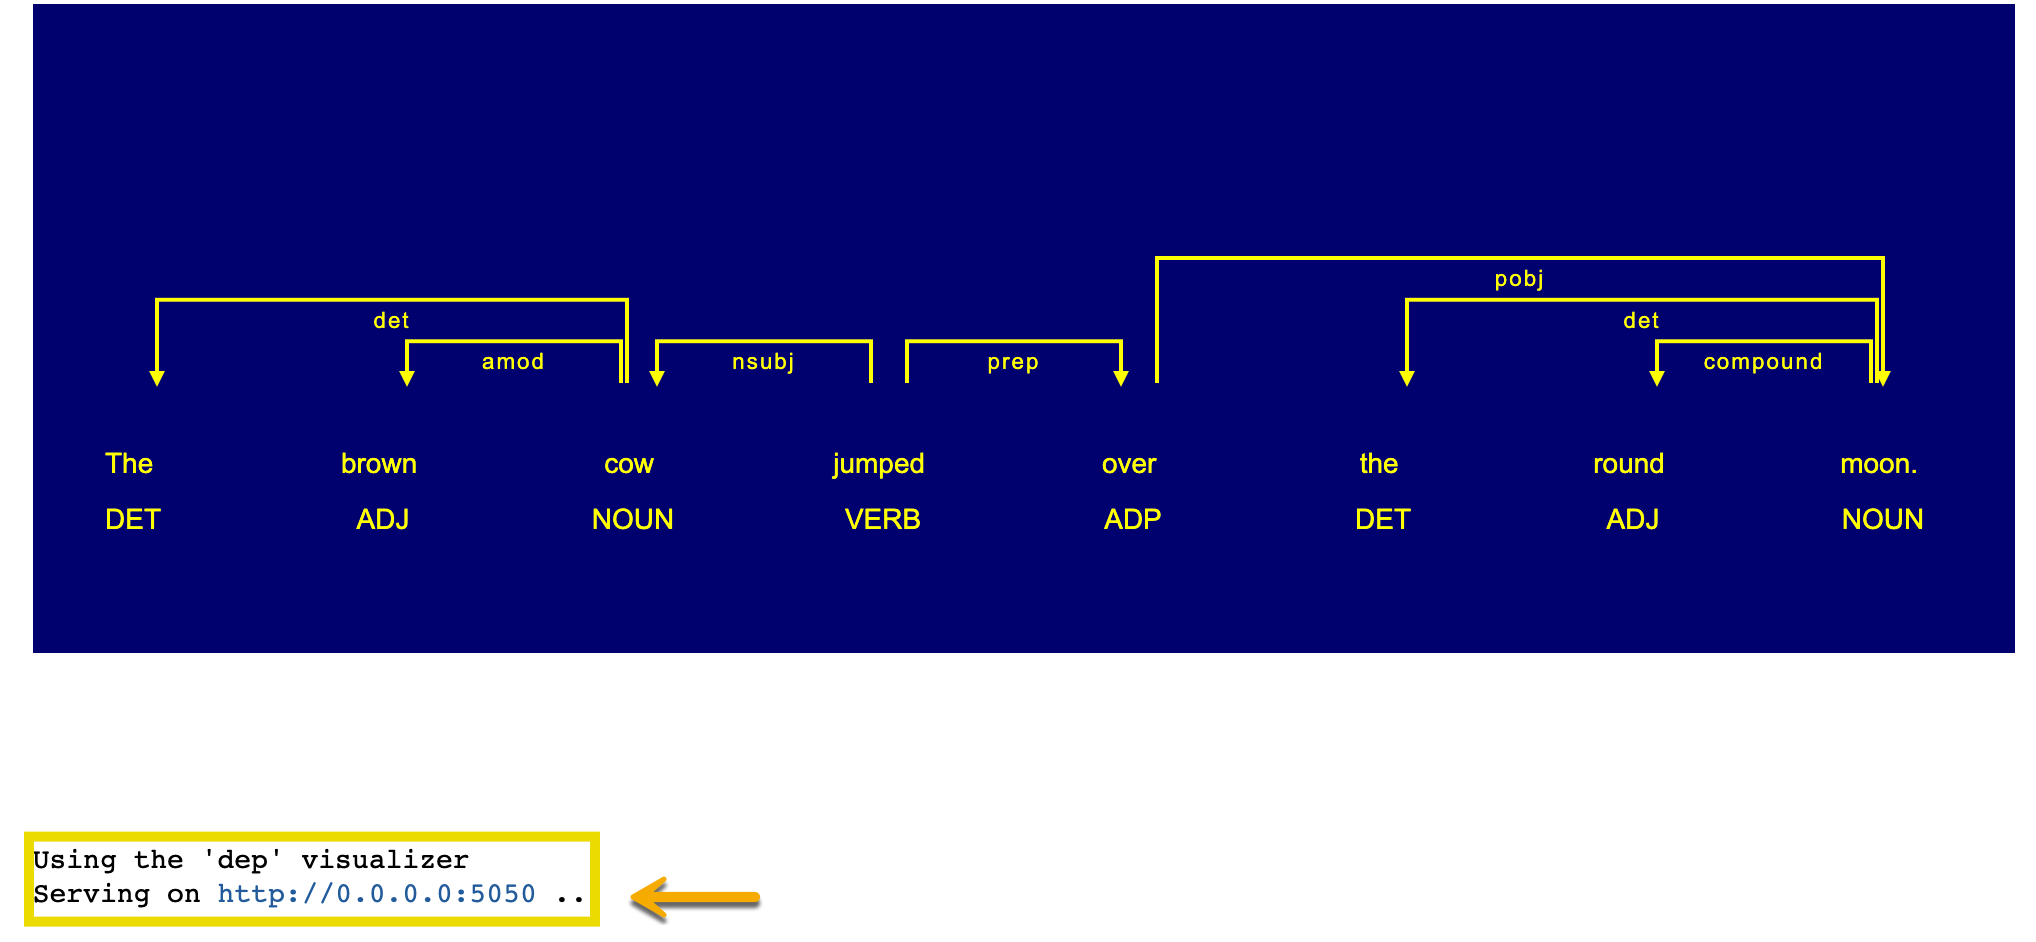 pobj
det det
amod nsubj prep compound
The brown cow jumped over the round moon.
DET ADJ NOUN VERB ADP DET ADJ NOUN
Using the 'dep' visualizer
Serving on http://0.0.0.0:5050 ..